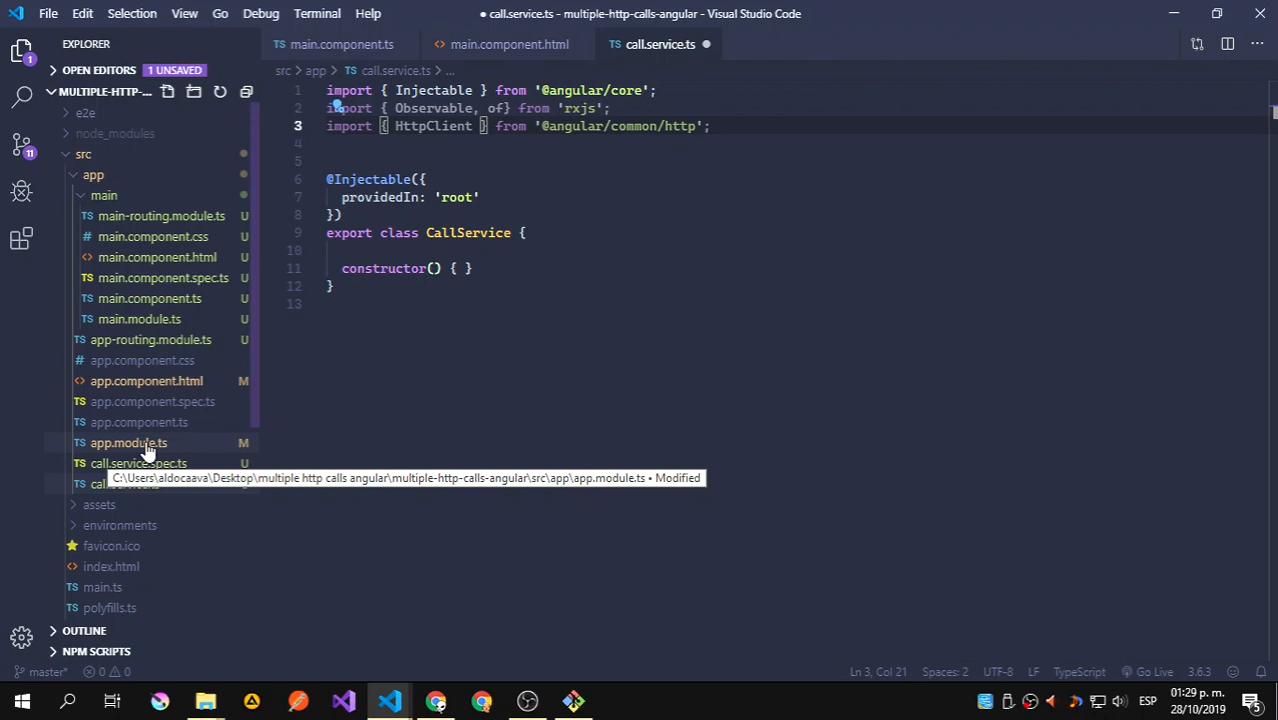 File Edit Selection View Go Debug Terminal Help
● call.service.ts - multiple-http-calls-angular - Visual Studio Code
EXPLORER
main.component.ts
main.component.html
call.service.ts
OPEN EDITORS 1 UNSAVED
src > app > call.service.ts > ...
MULTIPLE-HTTP-...
e2e
node_modules
src
app
main
main-routing.module.ts U
main.component.css U
main.component.html U
main.component.spec.ts U
main.component.ts U
main.module.ts U
app-routing.module.ts U
app.component.css
app.component.html M
app.component.spec.ts
app.component.ts
app.module.ts M
call.service.spec.ts U
C:\Users\aldocaava\Desktop\multiple http calls angular\multiple-http-calls-angular\src\app\app.module.ts • Modified
assets
environments
favicon.ico
index.html
main.ts
polyfills.ts
OUTLINE
NPM SCRIPTS
1 import { Injectable } from '@angular/core';
2 import { Observable, of} from 'rxjs';
3 import { HttpClient } from '@angular/common/http';
4
5
6 @Injectable({
7 providedIn: 'root'
8 })
9 export class CallService {
10
11 constructor() { }
12 }
13
1
11
master* 0 0
Ln 3, Col 21 Spaces: 2 UTF-8 LF TypeScript Go Live 3.6.3
ESP
01:29 p. m.
28/10/2019
5